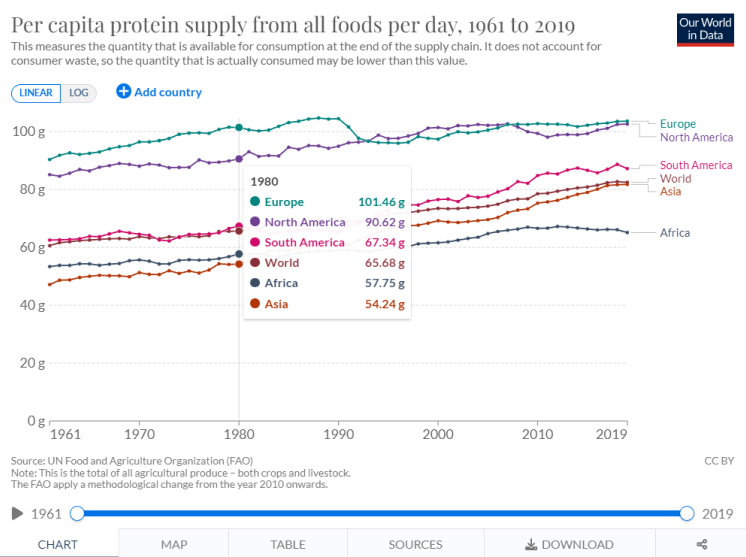 Per capita protein supply from all foods per day, 1961 to 2019
Our World
in Data
This measures the quantity that is available for consumption at the end of the supply chain. It does not account for
consumer waste, so the quantity that is actually consumed may be lower than this value.
LINEAR LOG Add country
100 g
80 g
60 g
40 g
20 g
0 g
1961 1970 1980 1990 2000 2010 2019
Europe
North America
South America
World
Asia
Africa
1980
Europe 101.46 g
North America 90.62 g
South America 67.34 g
World 65.68 g
Africa 57.75 g
Asia 54.24 g
Source: UN Food and Agriculture Organization (FAO) CC BY
Note: This is the total of all agricultural produce – both crops and livestock.
The FAO apply a methodological change from the year 2010 onwards.
1961 2019
CHART MAP TABLE SOURCES DOWNLOAD